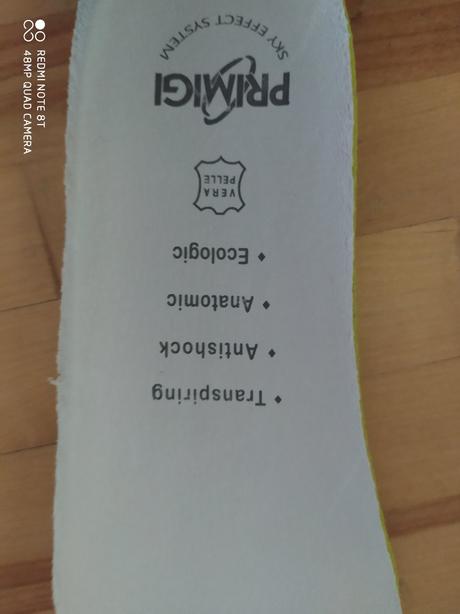 • Transpiring
• Antishock
• Anatomic
• Ecologic
VERA
PELLE
PRIMIGI
SKY EFFECT SYSTEM
REDMI NOTE 8T
48MP QUAD CAMERA